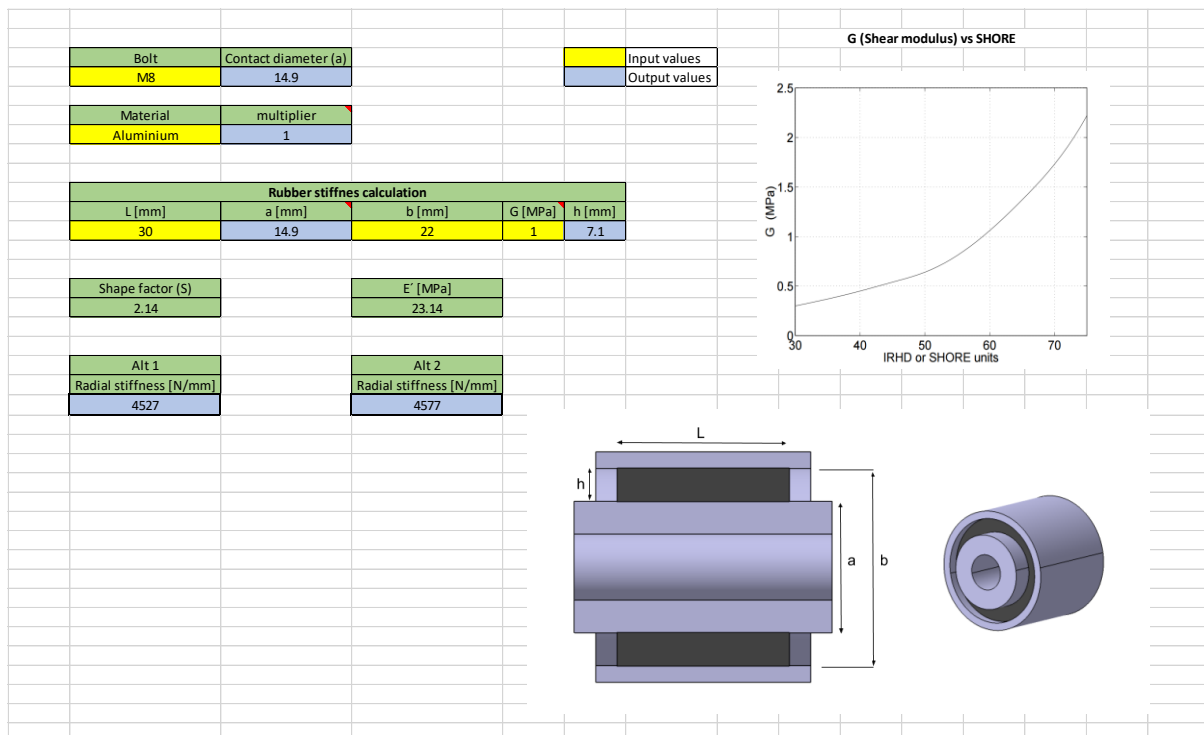 G (Shear modulus) vs SHORE
Bolt Contact diameter (a) Input values
M8 14.9 Output values
Material multiplier
Aluminium 1
Rubber stiffnes calculation
L [mm] a [mm] b [mm] G [MPa] h [mm]
30 14.9 22 1 7.1
Shape factor (S) E´ [MPa]
2.14 23.14
Alt 1 Alt 2
Radial stiffness [N/mm] Radial stiffness [N/mm]
4527 4577
2.5
2
1.5
1
0.5
0
G (MPa)
30 40 50 60 70
IRHD or SHORE units
L
h
a b